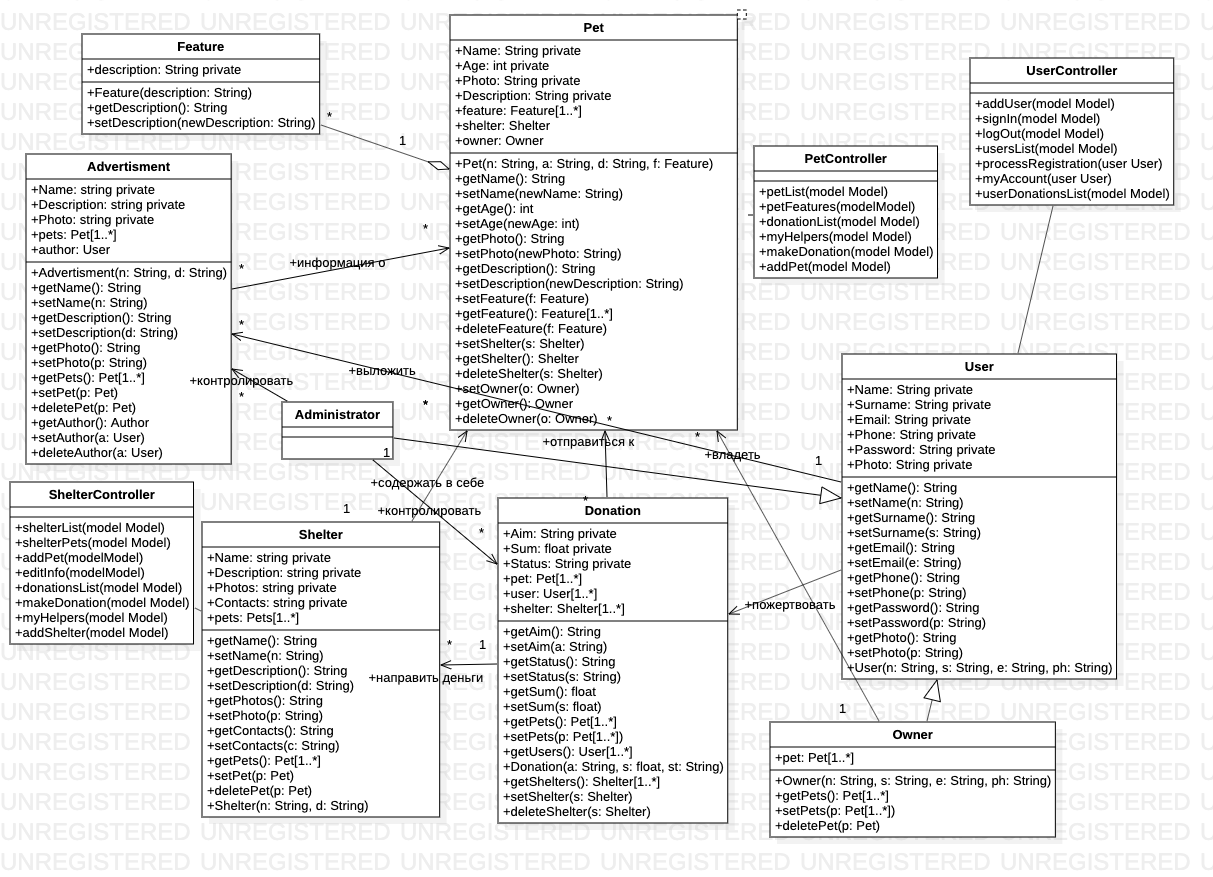 Feature
+description: String private
+Feature(description: String)
+getDescription(): String
+setDescription(newDescription: String)
*
1
Pet
+Name: String private
+Age: int private
+Photo: String private
+Description: String private
+feature: Feature[1..*]
+shelter: Shelter
+owner: Owner
+Pet(n: String, a: String, d: String, f: Feature)
+getName(): String
+setName(newName: String)
+getAge(): int
+setAge(newAge: int)
+getPhoto(): String
+setPhoto(newPhoto: String)
+getDescription(): String
+setDescription(newDescription: String)
+setFeature(f: Feature)
+getFeature(): Feature[1..*]
+deleteFeature(f: Feature)
+setShelter(s: Shelter)
+getShelter(): Shelter
+deleteShelter(s: Shelter)
+setOwner(o: Owner)
+getOwner(): Owner
+deleteOwner(o: Owner)
UserController
+addUser(model Model)
+signIn(model Model)
+logOut(model Model)
+usersList(model Model)
+processRegistration(user User)
+myAccount(user User)
+userDonationsList(model Model)
PetController
+petList(model Model)
+petFeatures(modelModel)
+donationList(model Model)
+myHelpers(model Model)
+makeDonation(model Model)
+addPet(model Model)
Advertisment
+Name: string private
+Description: string private
+Photo: string private
+pets: Pet[1..*]
+author: User
+Advertisment(n: String, d: String)
+getName(): String
+setName(n: String)
+getDescription(): String
+setDescription(d: String)
+getPhoto(): String
+setPhoto(p: String)
+getPets(): Pet[1..*]
+setPet(p: Pet)
+deletePet(p: Pet)
+getAuthor(): Author
+setAuthor(a: User)
+deleteAuthor(a: User)
*
+информация о
*
*
+выложить
1
+контролировать
*
Administrator
1
*
+содержать в себе
1
+контролировать
*
+отправиться к
*
*
+владеть
*
1
+пожертвовать
*
1
+направить деньги
User
+Name: String private
+Surname: String private
+Email: String private
+Phone: String private
+Password: String private
+Photo: String private
+getName(): String
+setName(n: String)
+getSurname(): String
+setSurname(s: String)
+getEmail(): String
+setEmail(e: String)
+getPhone(): String
+setPhone(p: String)
+getPassword(): String
+setPassword(p: String)
+getPhoto(): String
+setPhoto(p: String)
+User(n: String, s: String, e: String, ph: String)
ShelterController
+shelterList(model Model)
+shelterPets(model Model)
+addPet(modelModel)
+editInfo(modelModel)
+donationsList(model Model)
+makeDonation(model Model)
+myHelpers(model Model)
+addShelter(model Model)
Shelter
+Name: string private
+Description: string private
+Photos: string private
+Contacts: string private
+pets: Pets[1..*]
+getName(): String
+setName(n: String)
+getDescription(): String
+setDescription(d: String)
+getPhotos(): String
+setPhoto(p: String)
+getContacts(): String
+setContacts(c: String)
+getPets(): Pet[1..*]
+setPet(p: Pet)
+deletePet(p: Pet)
+Shelter(n: String, d: String)
Donation
+Aim: String private
+Sum: float private
+Status: String private
+pet: Pet[1..*]
+user: User[1..*]
+shelter: Shelter[1..*]
+getAim(): String
+setAim(a: String)
+getStatus(): String
+setStatus(s: String)
+getSum(): float
+setSum(s: float)
+getPets(): Pet[1..*]
+setPets(p: Pet[1..*])
+getUsers(): User[1..*]
+Donation(a: String, s: float, st: String)
+getShelters(): Shelter[1..*]
+setShelter(s: Shelter)
+deleteShelter(s: Shelter)
Owner
+pet: Pet[1..*]
+Owner(n: String, s: String, e: String, ph: String)
+getPets(): Pet[1..*]
+setPets(p: Pet[1..*])
+deletePet(p: Pet)
UNREGISTERED